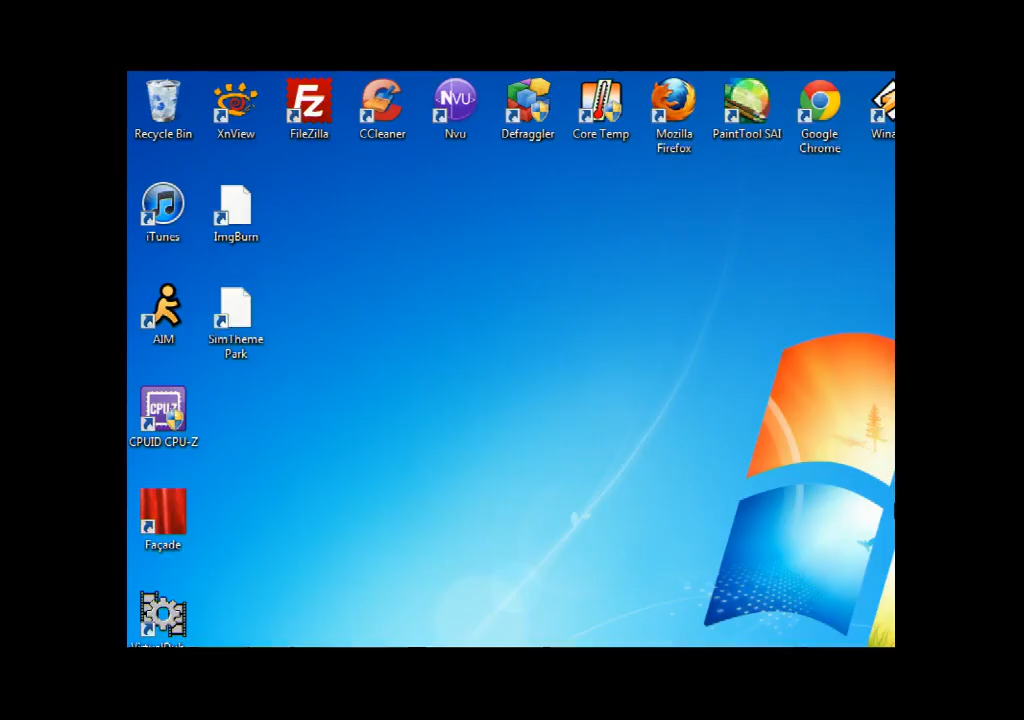 Recycle Bin
XnView
FileZilla
CCleaner
Nvu
Defraggler
Core Temp
Mozilla
Firefox
PaintTool SAI
Google
Chrome
Wina
iTunes
ImgBurn
AIM
SimTheme
Park
CPUID CPU-Z
Façade